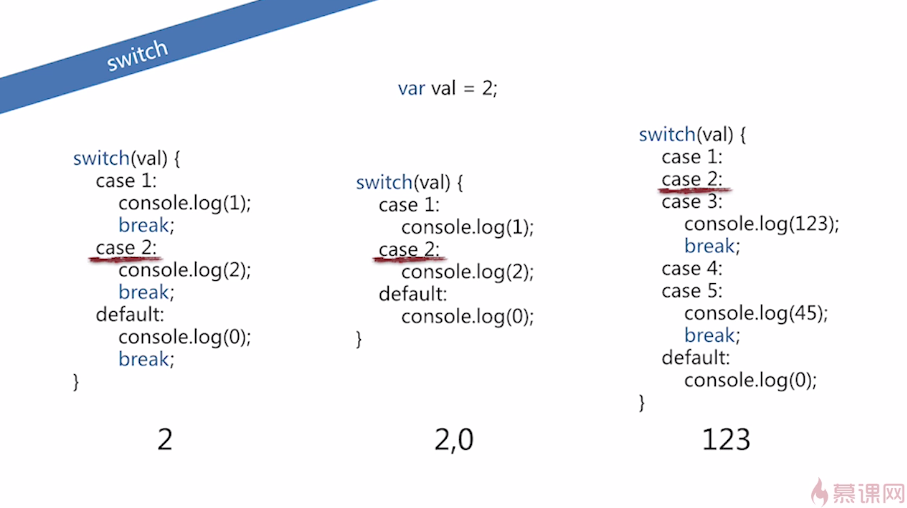 switch
var val = 2;
switch(val) {
case 1:
console.log(1);
break;
case 2:
console.log(2);
break;
default:
console.log(0);
break;
}
2
switch(val) {
case 1:
console.log(1);
case 2:
console.log(2);
default:
console.log(0);
}
2,0
switch(val) {
case 1:
case 2:
case 3:
console.log(123);
break;
case 4:
case 5:
console.log(45);
break;
default:
console.log(0);
}
123
慕课网